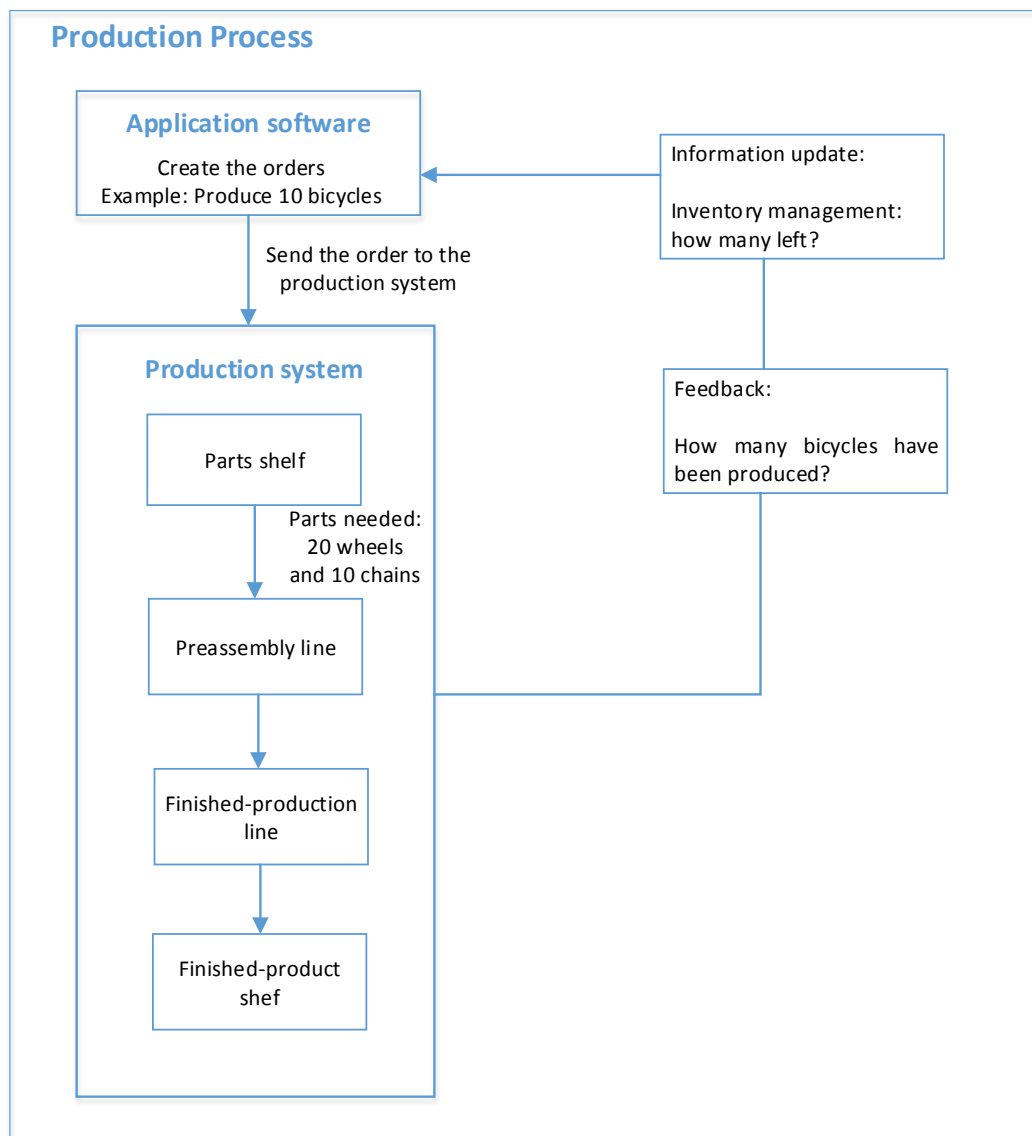 Production Process
Application software
Create the orders
Example: Produce 10 bicycles
Information update:
Inventory management:
how many left?
Send the order to the
production system
Production system
Feedback:
How many bicycles have
been produced?
Parts shelf
Parts needed:
20 wheels
and 10 chains
Preassembly line
Finished-production
line
Finished-product
shef